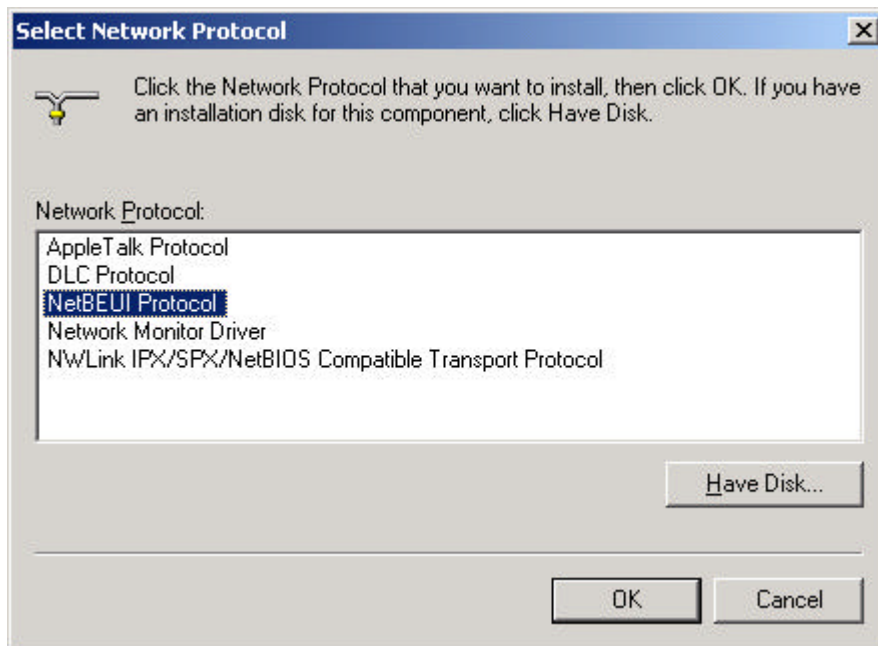 Select Network Protocol
Click the Network Protocol that you want to install, then click OK. If you have
an installation disk for this component, click Have Disk.
Network Protocol:
AppleTalk Protocol
DLC Protocol
NetBEUI Protocol
Network Monitor Driver
NWLink IPX/SPX/NetBIOS Compatible Transport Protocol
Have Disk...
OK
Cancel